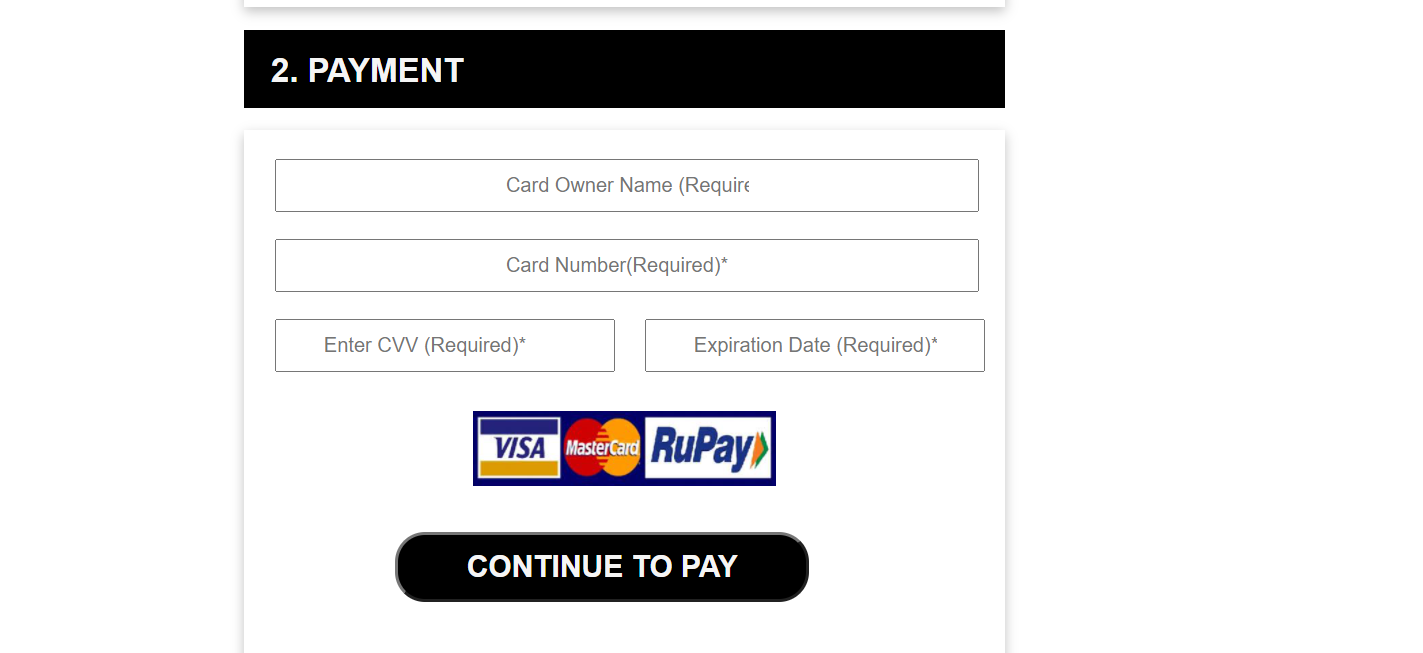 2. PAYMENT
Card Owner Name (Require
Card Number(Required)*
Enter CVV (Required)* Expiration Date (Required)*
VISA MasterCard RuPay
CONTINUE TO PAY